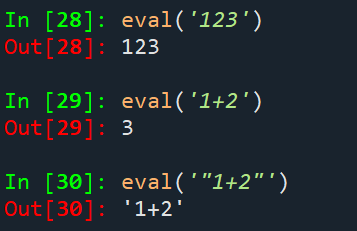 In [28]: eval('123')
Out[28]: 123
In [29]: eval('1+2')
Out[29]: 3
In [30]: eval('"1+2"')
Out[30]: '1+2'